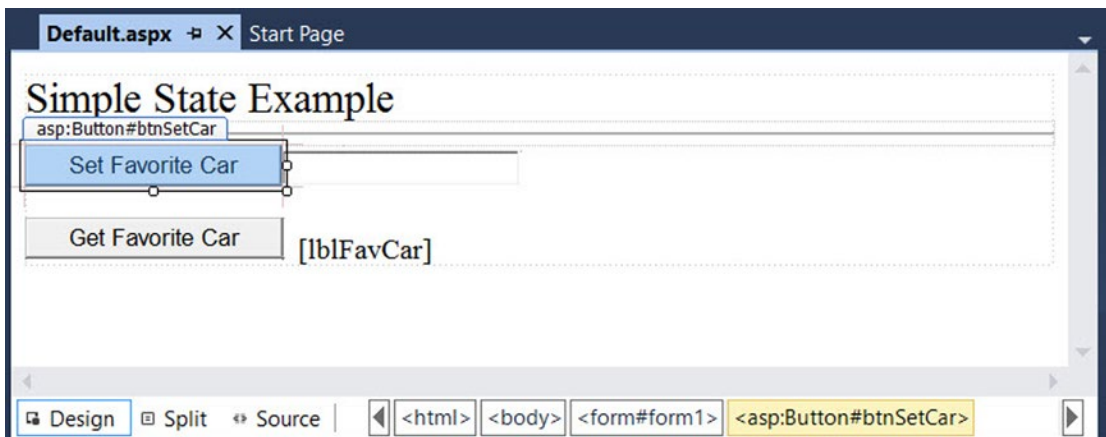 Default.aspx Start Page
Simple State Example
asp:Button#btnSetCar
Set Favorite Car
Get Favorite Car [lblFavCar]
Design Split Source <html> <body> <form#form1> <asp:Button#btnSetCar>